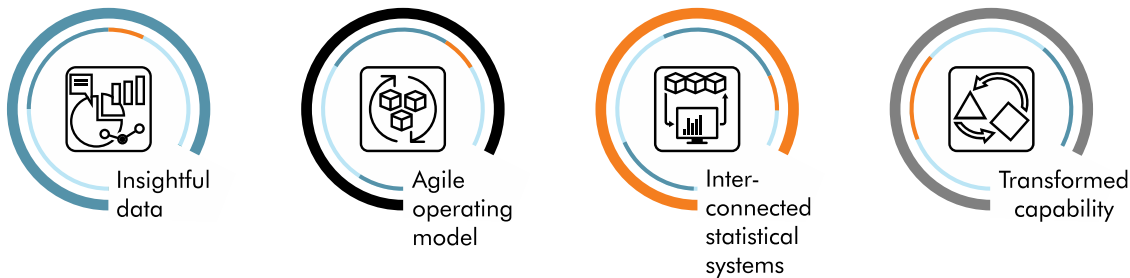 Insightful
data
Agile
operating
model
Inter-
connected
statistical
systems
Transformed
capability